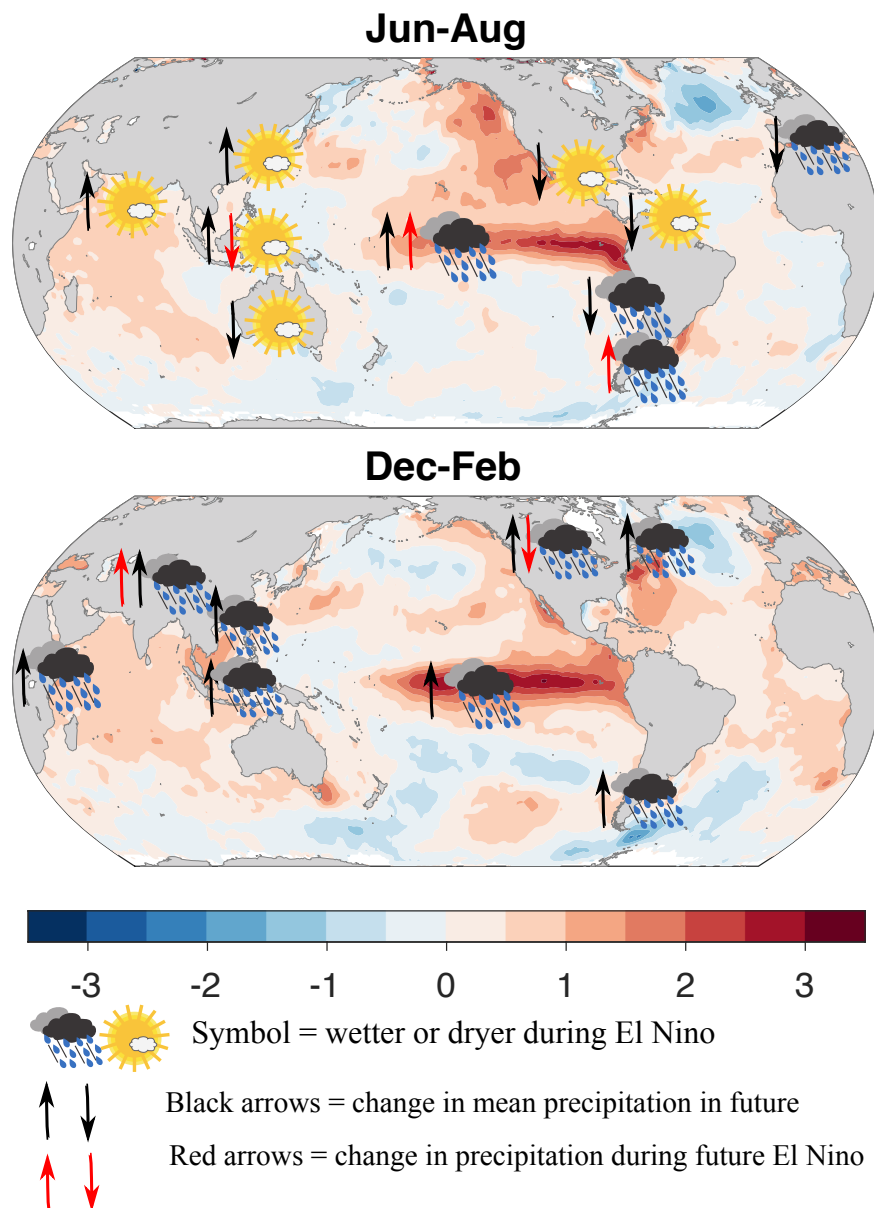 Jun-Aug
Dec-Feb
-3 -2 -1 0 1 2 3
Symbol = wetter or dryer during El Nino
Black arrows = change in mean precipitation in future
Red arrows = change in precipitation during future El Nino